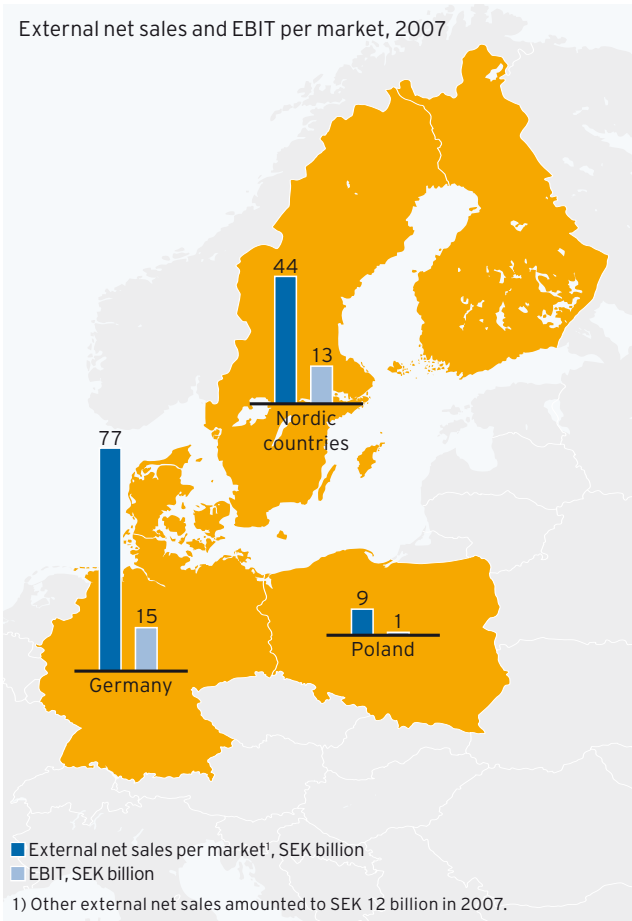 External net sales and EBIT per market, 2007
44
13
Nordic
countries
77
15
Germany
9
1
Poland
External net sales per market¹, SEK billion
EBIT, SEK billion
1) Other external net sales amounted to SEK 12 billion in 2007.